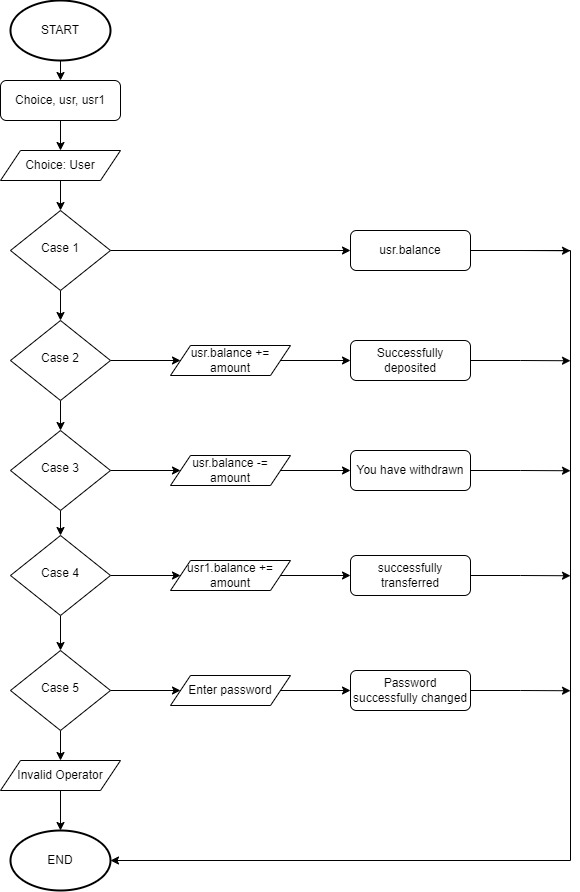 START
Choice, usr, usr1
Choice: User
Case 1
usr.balance
Case 2
usr.balance +=
amount
Successfully
deposited
Case 3
usr.balance -=
amount
You have withdrawn
Case 4
usr1.balance +=
amount
successfully
transferred
Case 5
Enter password
Password
successfully changed
Invalid Operator
END